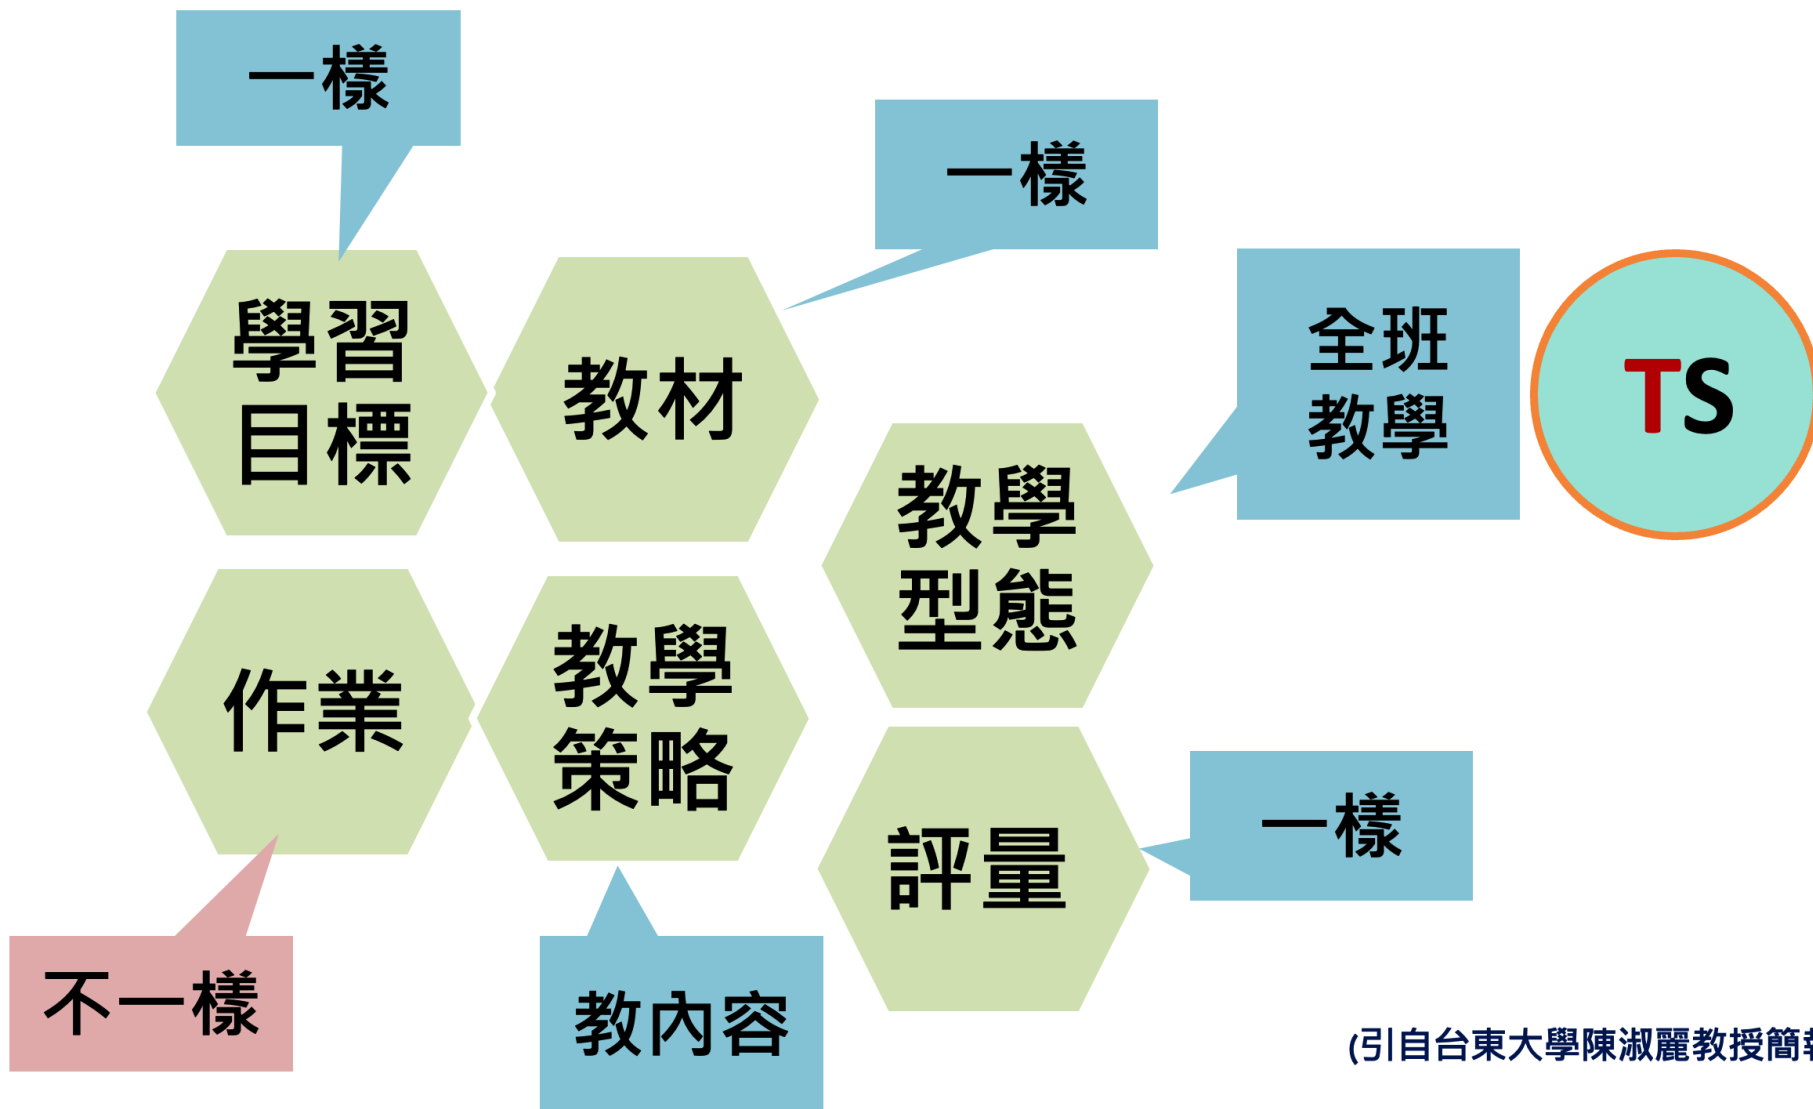 一樣
一樣
學習
目標
教材
全班
教學
TS
教學
型態
作業
教學
策略
評量
一樣
不一樣
教內容
(引自台東大學陳淑麗教授簡報